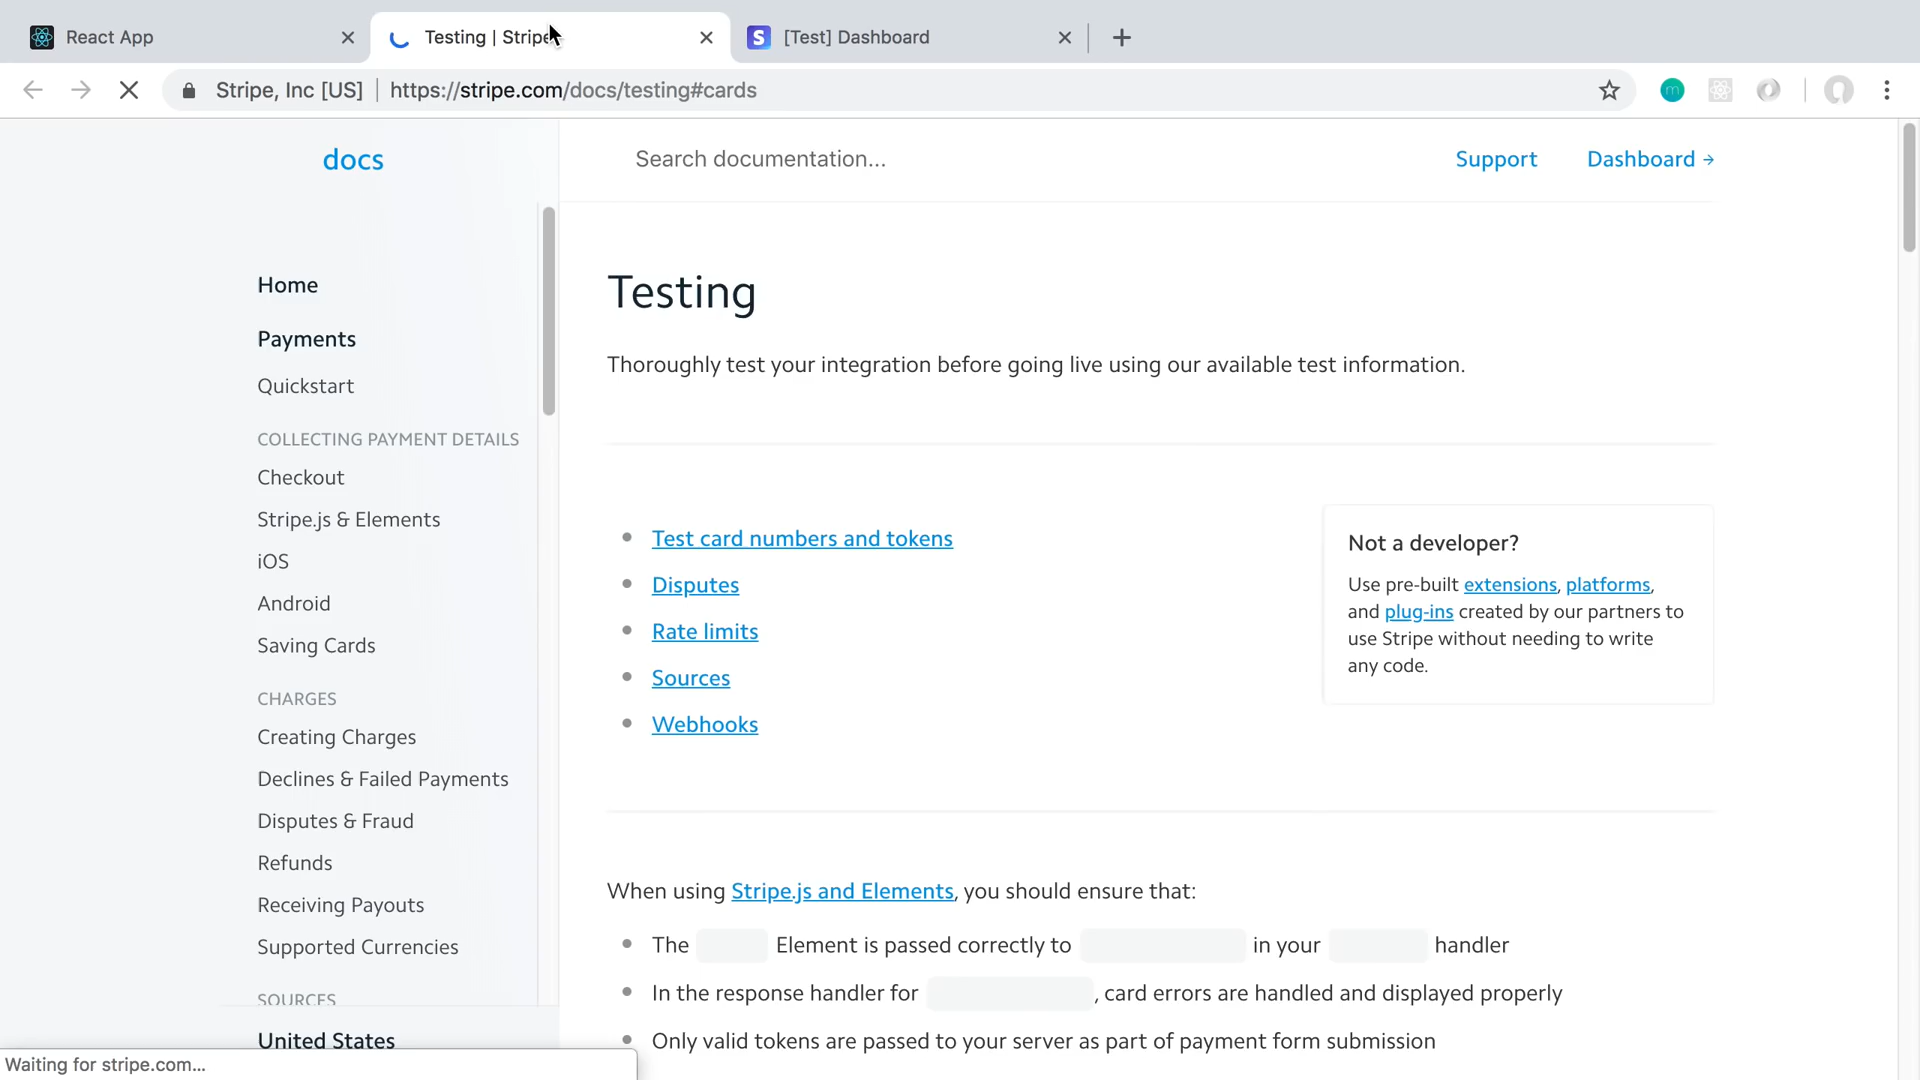 React App
Testing | Stripe
[Test] Dashboard
Stripe, Inc [US] | https://stripe.com/docs/testing#cards
docs
Search documentation...
Support
Dashboard →
Home
Payments
Quickstart
COLLECTING PAYMENT DETAILS
Checkout
Stripe.js & Elements
iOS
Android
Saving Cards
CHARGES
Creating Charges
Declines & Failed Payments
Disputes & Fraud
Refunds
Receiving Payouts
Supported Currencies
SOURCES
United States
Testing
Thoroughly test your integration before going live using our available test information.
Test card numbers and tokens
Disputes
Rate limits
Sources
Webhooks
Not a developer?
Use pre-built extensions, platforms,
and plug-ins created by our partners to
use Stripe without needing to write
any code.
When using Stripe.js and Elements, you should ensure that:
The Element is passed correctly to in your handler
In the response handler for , card errors are handled and displayed properly
Only valid tokens are passed to your server as part of payment form submission
Waiting for stripe.com...